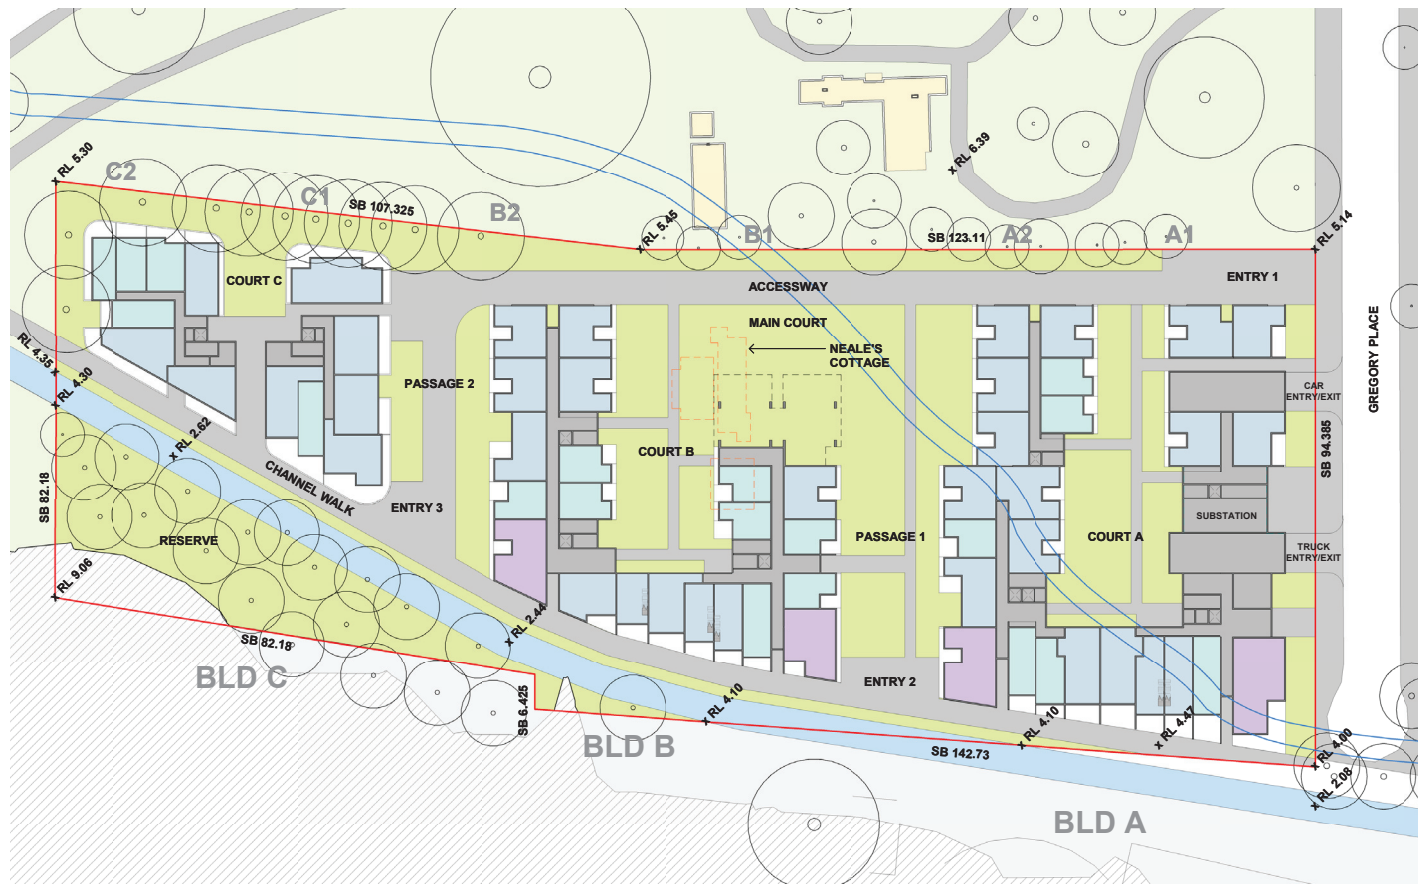 RL 5.30
C2
C1
SB 107.325
B2
RL 5.45
B1
SB 123.11
A2
A1
RL 6.39
RL 5.14
COURT C
ACCESSWAY
ENTRY 1
MAIN COURT
NEALE'S
COTTAGE
GREGORY PLACE
RL 4.35
RL 4.30
PASSAGE 2
CAR
ENTRY/EXIT
RL 2.62
COURT B
SB 94.385
SB 82.18
CHANNEL WALK
ENTRY 3
SUBSTATION
RESERVE
PASSAGE 1
COURT A
TRUCK
ENTRY/EXIT
RL 9.06
SB 82.18
RL 2.44
BLD C
ENTRY 2
SB 6.425
RL 4.10
RL 4.10
RL 4.47
RL 4.00
BLD B
SB 142.73
RL 2.08
BLD A